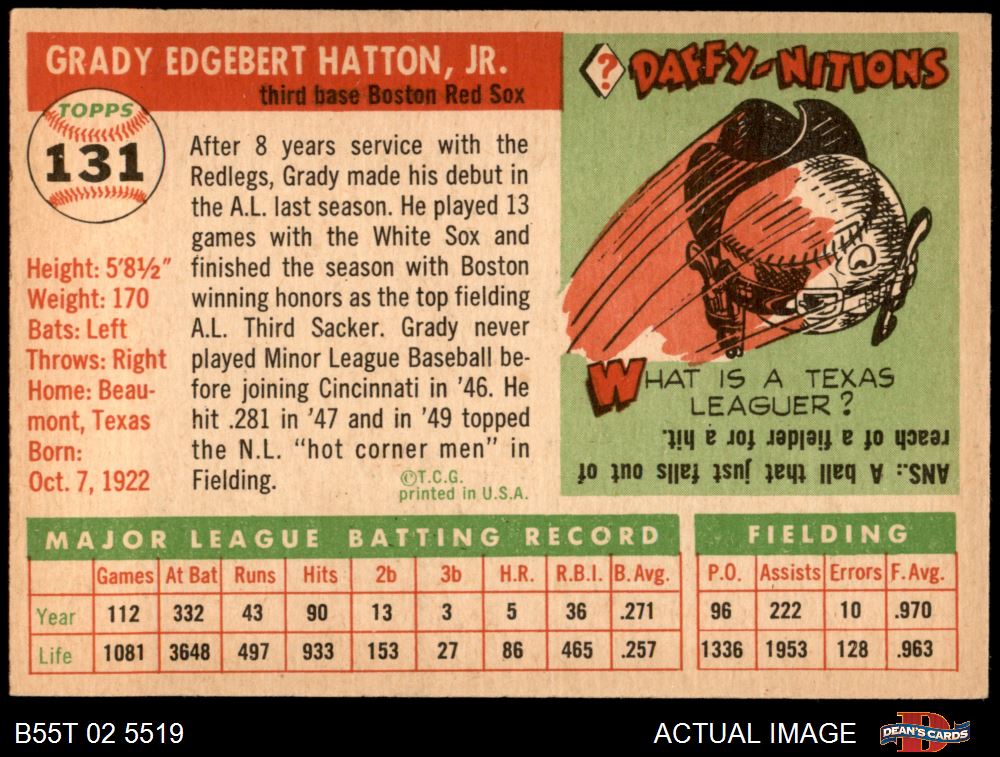 GRADY EDGEBERT HATTON, JR.
third base Boston Red Sox
TOPPS
131
Height: 5'8½"
Weight: 170
Bats: Left
Throws: Right
Home: Beau-
mont, Texas
Born:
Oct. 7, 1922
After 8 years service with the
Redlegs, Grady made his debut in
the A.L. last season. He played 13
games with the White Sox and
finished the season with Boston
winning honors as the top fielding
A.L. Third Sacker. Grady never
played Minor League Baseball be-
fore joining Cincinnati in '46. He
hit .281 in '47 and in '49 topped
the N.L. "hot corner men" in
Fielding.
©T.C.G.
printed in U.S.A.
? DAFFY-NITIONS
WHAT IS A TEXAS
LEAGUER?
ANS.: A ball that just falls out of
reach of a fielder for a hit.
MAJOR LEAGUE BATTING RECORD
Games At Bat Runs Hits 2b 3b H.R. R.B.I. B.Avg.
Year 112 332 43 90 13 3 5 36 .271
Life 1081 3648 497 933 153 27 86 465 .257
FIELDING
P.O. Assists Errors F.Avg.
96 222 10 .970
1336 1953 128 .963
B55T 02 5519
ACTUAL IMAGE
DEAN'S CARDS